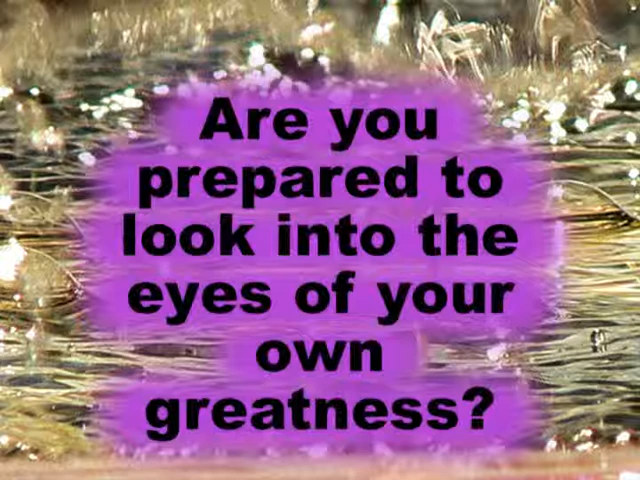 Are you
prepared to
look into the
eyes of your
own
greatness?